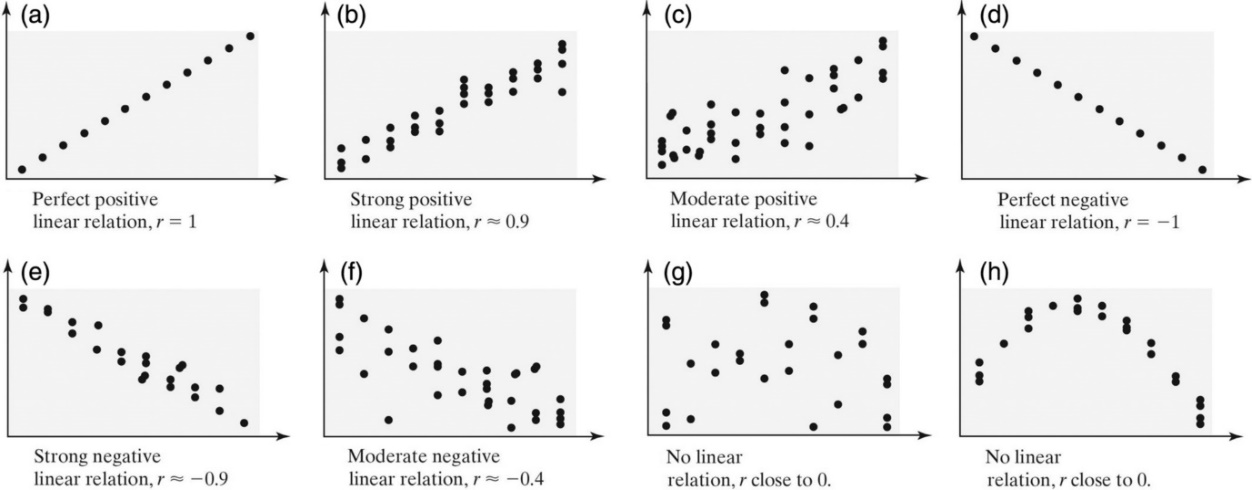 (a)
Perfect positive
linear relation, r = 1
(b)
Strong positive
linear relation, r ≈ 0.9
(c)
Moderate positive
linear relation, r ≈ 0.4
(d)
Perfect negative
linear relation, r = −1
(e)
Strong negative
linear relation, r ≈ −0.9
(f)
Moderate negative
linear relation, r ≈ −0.4
(g)
No linear
relation, r close to 0.
(h)
No linear
relation, r close to 0.